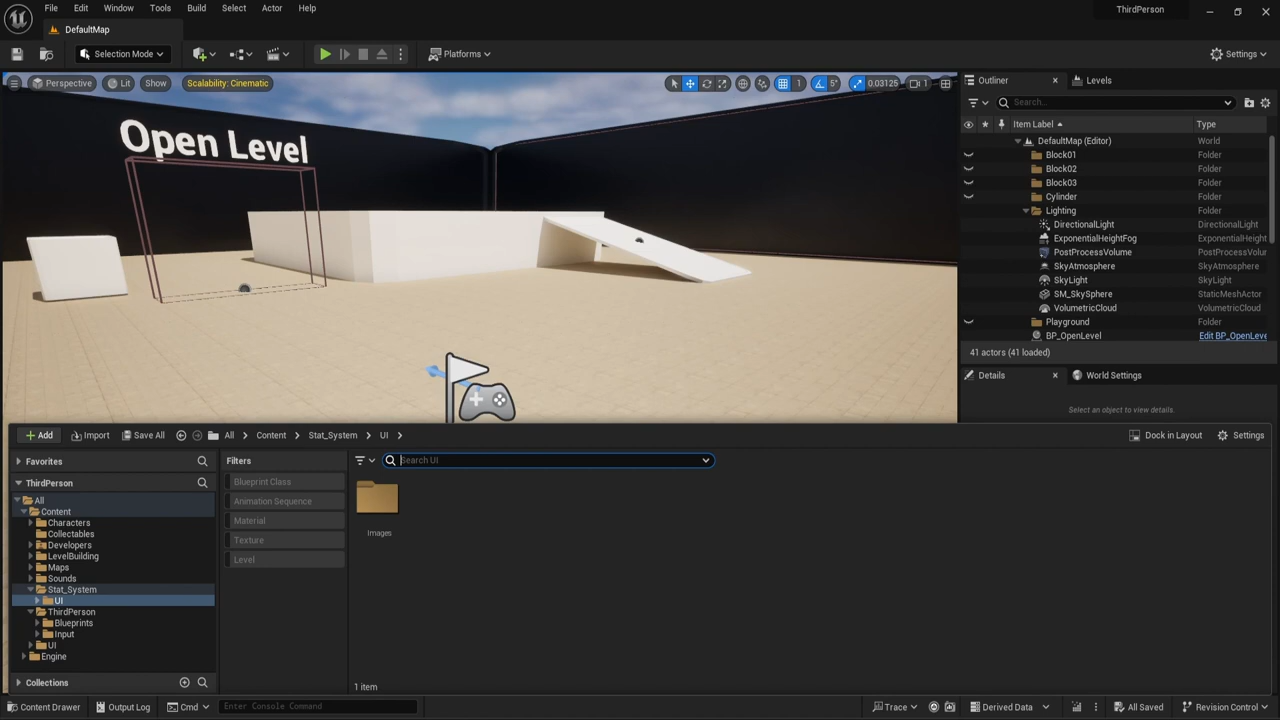 File Edit Window Tools Build Select Actor Help
ThirdPerson
DefaultMap
Selection Mode
Platforms
Settings
Perspective
Lit
Show
Scalability: Cinematic
1
5°
0.03125
1
Open Level
Outliner
Levels
Search...
Item Label
Type
DefaultMap (Editor) World
Block01 Folder
Block02 Folder
Block03 Folder
Cylinder Folder
Lighting Folder
DirectionalLight DirectionalLight
ExponentialHeightFog ExponentialHeight
PostProcessVolume PostProcessVolur
SkyAtmosphere SkyAtmosphere
SkyLight SkyLight
SM_SkySphere StaticMeshActor
VolumetricCloud VolumetricCloud
Playground Folder
BP_OpenLevel Edit BP_OpenLeve
41 actors (41 loaded)
Details
World Settings
Select an object to view details.
Add
Import
Save All
All
Content
Stat_System
UI
Dock in Layout
Settings
Favorites
ThirdPerson
All
Content
Characters
Collectables
Developers
LevelBuilding
Maps
Sounds
Stat_System
UI
ThirdPerson
Blueprints
Input
UI
Engine
Collections
Filters
Blueprint Class
Animation Sequence
Material
Texture
Level
Search UI
Images
1 item
Content Drawer
Output Log
Cmd
Enter Console Command
Trace
Derived Data
All Saved
Revision Control